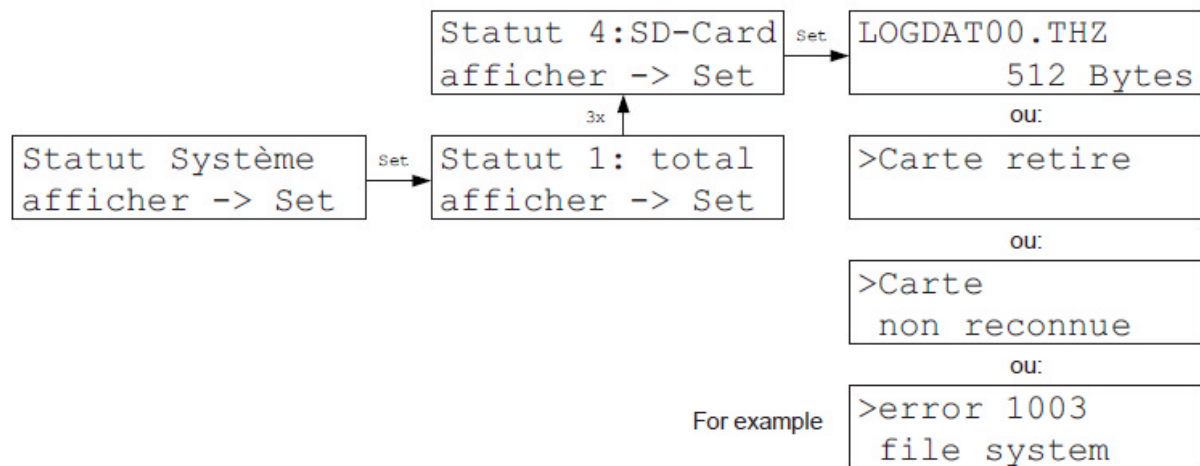 Statut 4:SD-Card
afficher -> Set
Set
LOGDAT00.THZ
512 Bytes
ou:
3x
Statut Système
afficher -> Set
Set
Statut 1: total
afficher -> Set
>Carte retire
ou:
>Carte
non reconnue
ou:
For example
>error 1003
file system